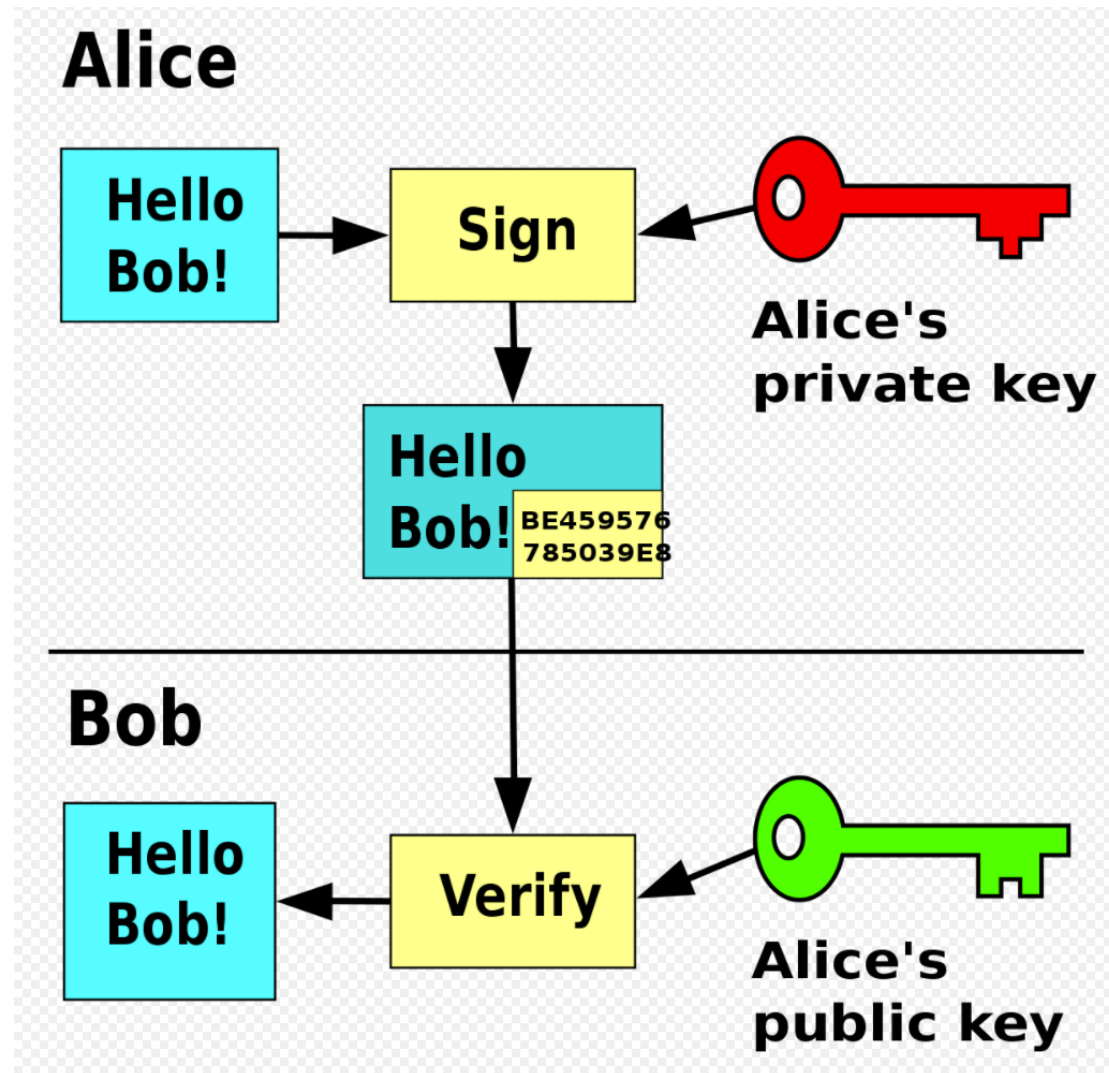 Alice
Hello
Bob!
Sign
Alice's
private key
Hello
Bob!
BE459576
785039E8
Bob
Hello
Bob!
Verify
Alice's
public key